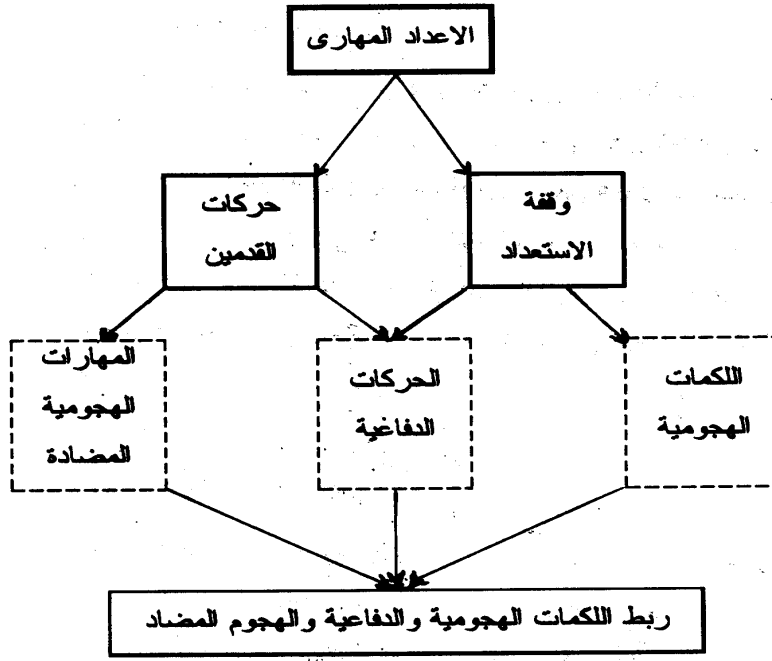 الاعداد المهارى
وقفة
الاستعداد
حركات
القدمين
اللكمات
الهجومية
الحركات
الدفاعية
المهارات
الهجومية
المضادة
ربط اللكمات الهجومية والدفاعية والهجوم المضاد